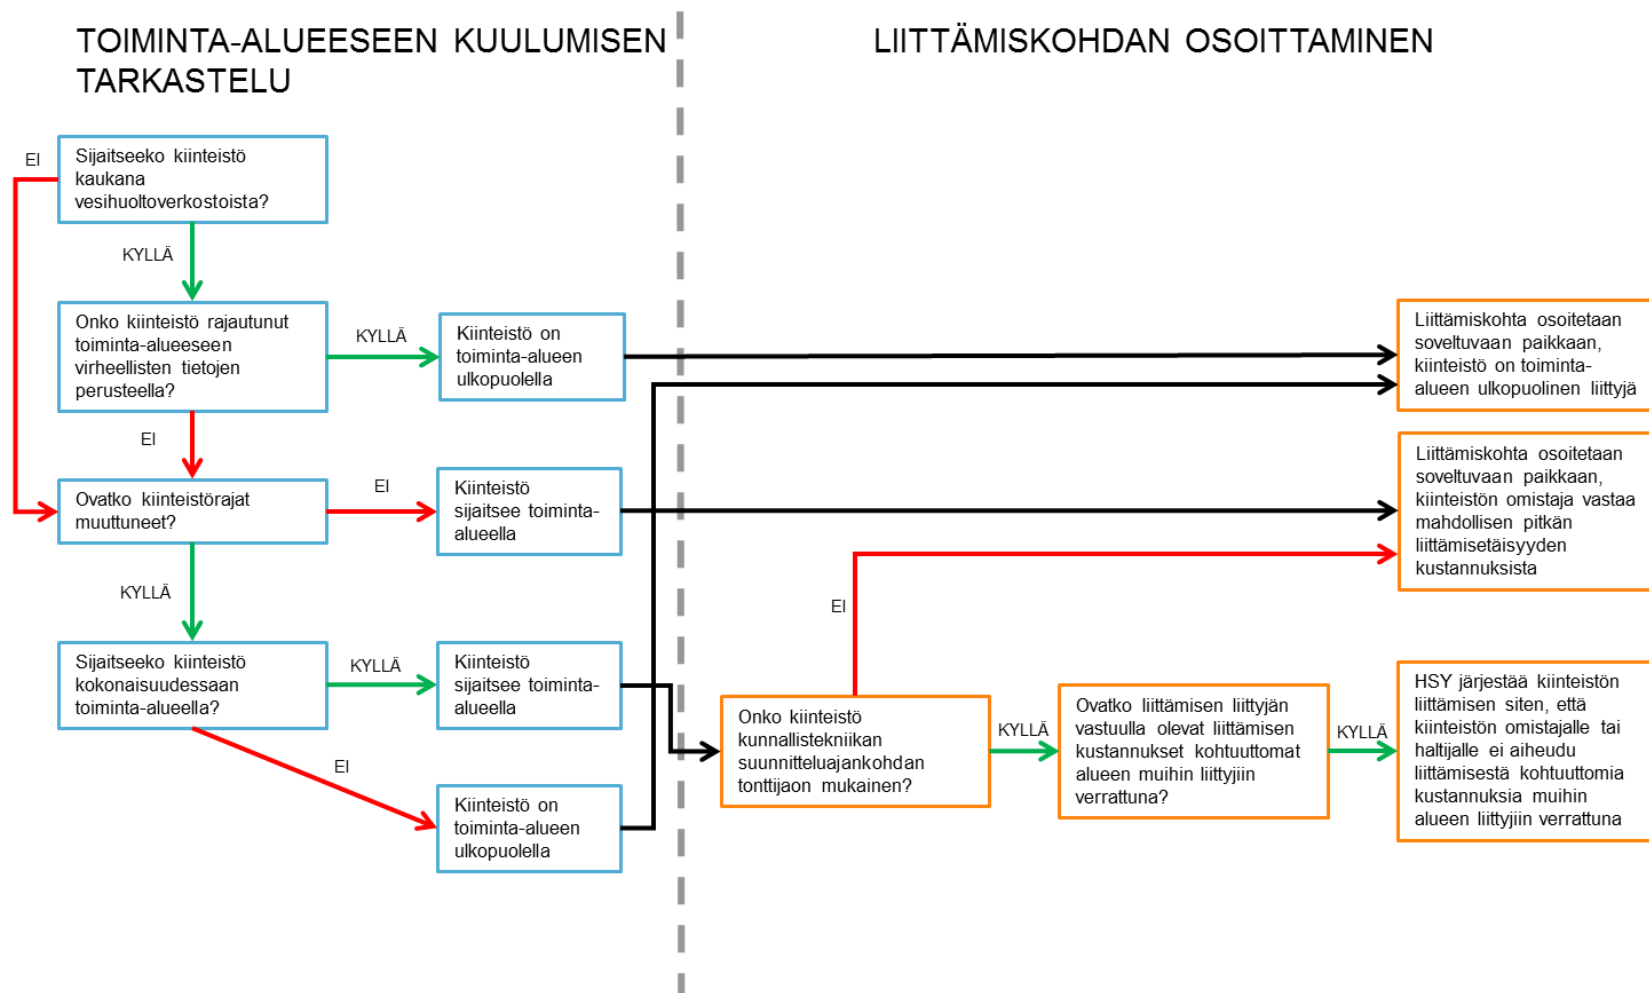 TOIMINTA-ALUEESEEN KUULUMISEN
TARKASTELU
LIITTÄMISKOHDAN OSOITTAMINEN
EI
Sijaitseeko kiinteistö
kaukana
vesihuoltoverkostoista?
KYLLÄ
Onko kiinteistö rajautunut
toiminta-alueeseen
virheellisten tietojen
perusteella?
KYLLÄ
Kiinteistö on
toiminta-alueen
ulkopuolella
Liittämiskohta osoitetaan
soveltuvaan paikkaan,
kiinteistö on toiminta-
alueen ulkopuolinen liittyjä
EI
Ovatko kiinteistörajat
muuttuneet?
EI
Kiinteistö
sijaitsee toiminta-
alueella
Liittämiskohta osoitetaan
soveltuvaan paikkaan,
kiinteistön omistaja vastaa
mahdollisen pitkän
liittämisetäisyyden
kustannuksista
KYLLÄ
EI
Sijaitseeko kiinteistö
kokonaisuudessaan
toiminta-alueella?
KYLLÄ
Kiinteistö
sijaitsee toiminta-
alueella
EI
Kiinteistö on
toiminta-alueen
ulkopuolella
Onko kiinteistö
kunnallistekniikan
suunnitteluajankohdan
tonttijaon mukainen?
KYLLÄ
Ovatko liittämisen liittyjän
vastuulla olevat liittämisen
kustannukset kohtuuttomat
alueen muihin liittyjiin
verrattuna?
KYLLÄ
HSY järjestää kiinteistön
liittämisen siten, että
kiinteistön omistajalle tai
haltijalle ei aiheudu
liittämisestä kohtuuttomia
kustannuksia muihin
alueen liittyjiin verrattuna